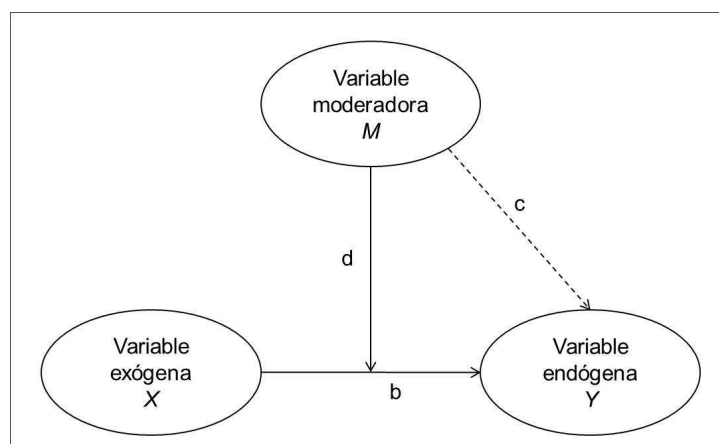 Variable
moderadora
M
c
d
Variable
exógena
X
b
Variable
endógena
Y